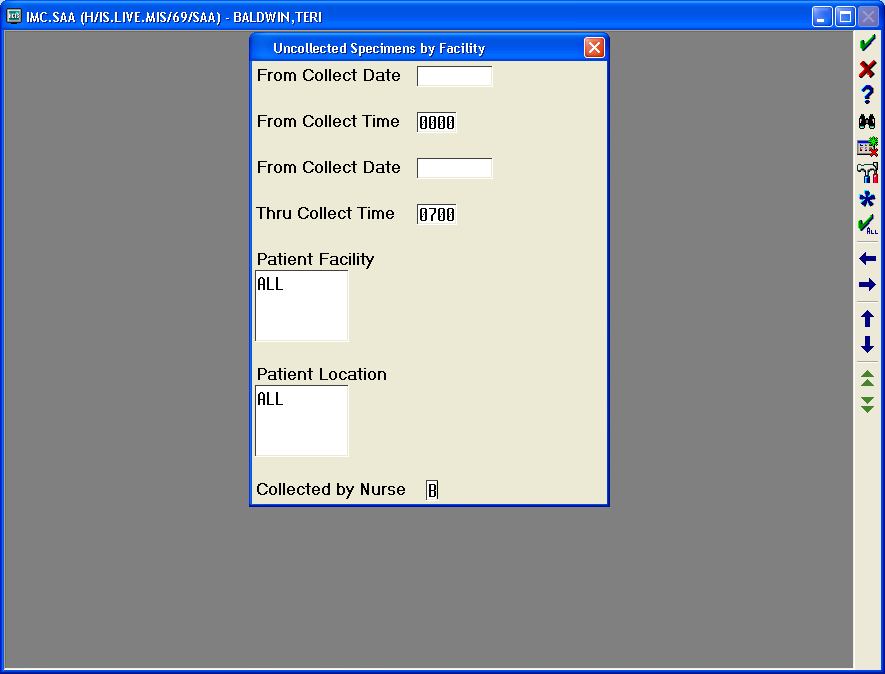 IMC.SAA (H/IS.LIVE.MIS/69/SAA) - BALDWIN,TERI
Uncollected Specimens by Facility
From Collect Date
From Collect Time 0000
From Collect Date
Thru Collect Time 0700
Patient Facility
ALL
Patient Location
ALL
Collected by Nurse B
?
ALL